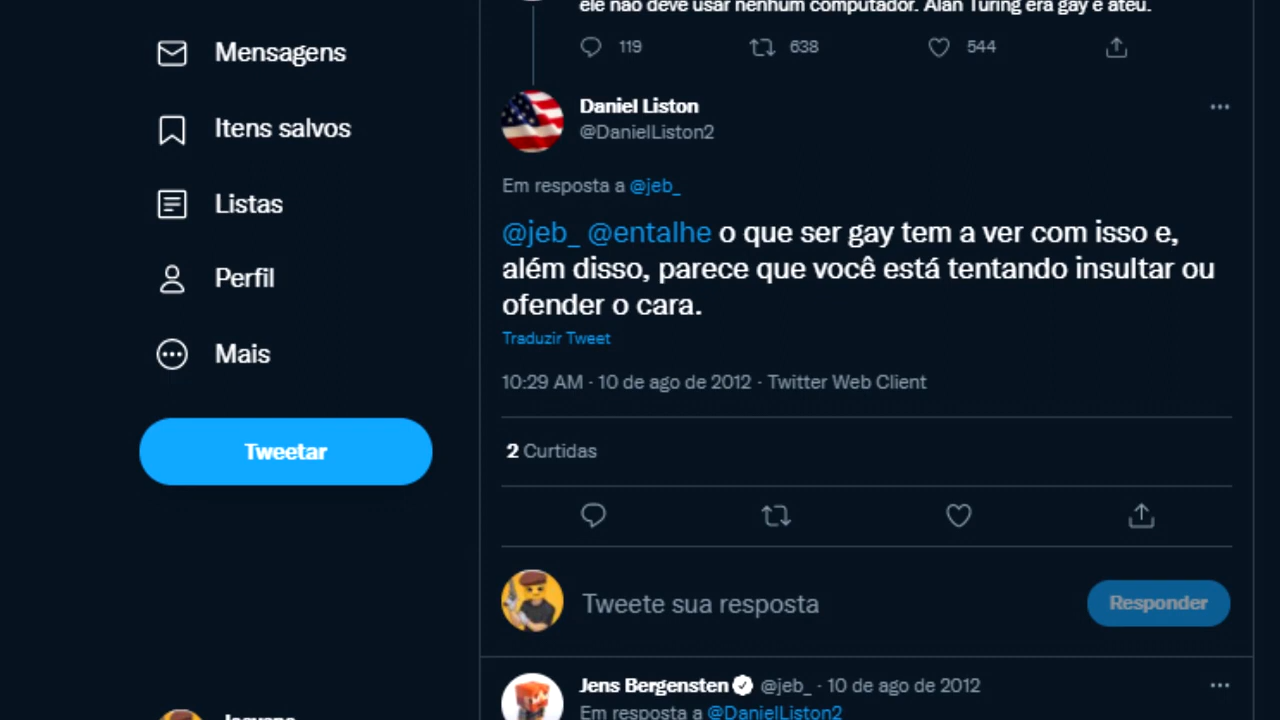 Mensagens
Itens salvos
Listas
Perfil
Mais
Tweetar
ele não deve usar nenhum computador. Alan Turing era gay e ateu.
119 638 544
Daniel Liston
@DanielListon2
Em resposta a @jeb_
@jeb_ @entalhe o que ser gay tem a ver com isso e,
além disso, parece que você está tentando insultar ou
ofender o cara.
Traduzir Tweet
10:29 AM · 10 de ago de 2012 · Twitter Web Client
2 Curtidas
Tweete sua resposta
Responder
Jens Bergensten @jeb_ · 10 de ago de 2012
Em resposta a @DanielListon2